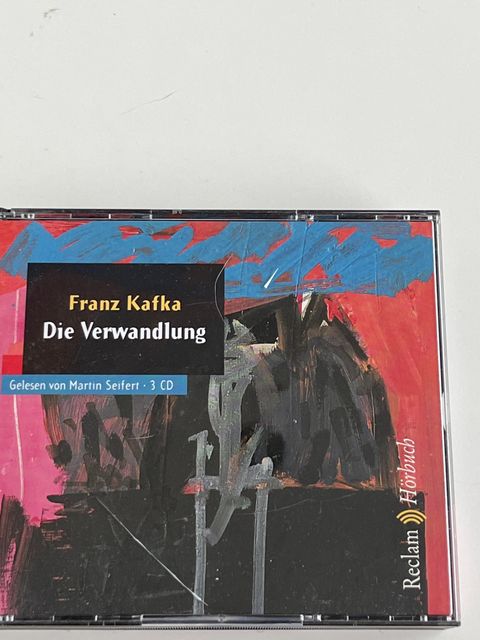 Franz Kafka
Die Verwandlung
Gelesen von Martin Seifert · 3 CD
Reclam Hörbuch